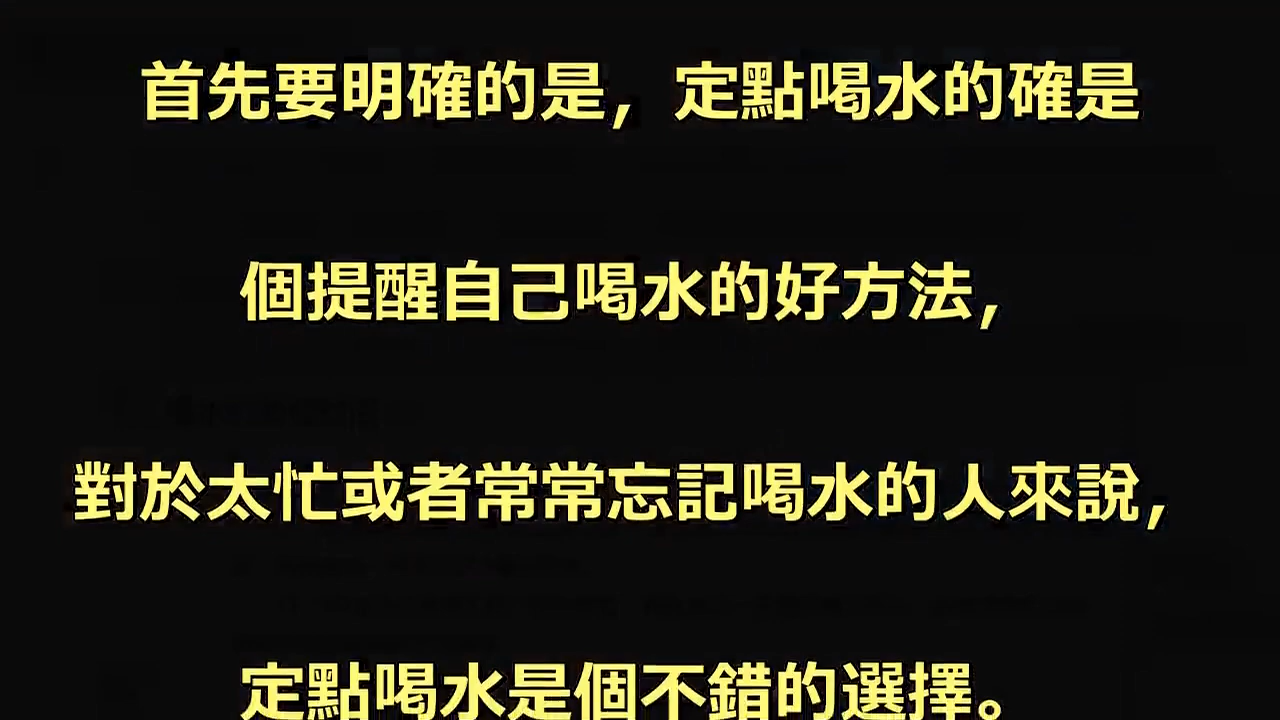 首先要明確的是，定點喝水的確是
個提醒自己喝水的好方法，
對於太忙或者常常忘記喝水的人來說，
定點喝水是個不錯的選擇。